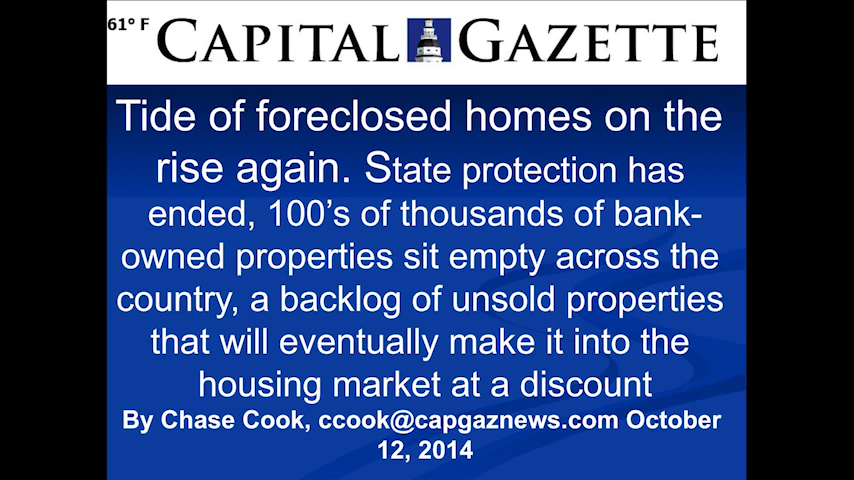 61° F
CAPITAL GAZETTE
Tide of foreclosed homes on the
rise again. State protection has
ended, 100’s of thousands of bank-
owned properties sit empty across the
country, a backlog of unsold properties
that will eventually make it into the
housing market at a discount
By Chase Cook, ccook@capgaznews.com October
12, 2014